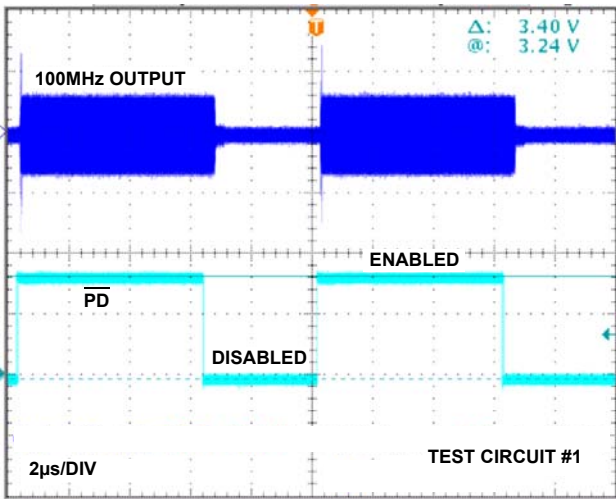 Δ: 3.40 V
@: 3.24 V
T
100MHz OUTPUT
ENABLED
PD
DISABLED
2µs/DIV
TEST CIRCUIT #1